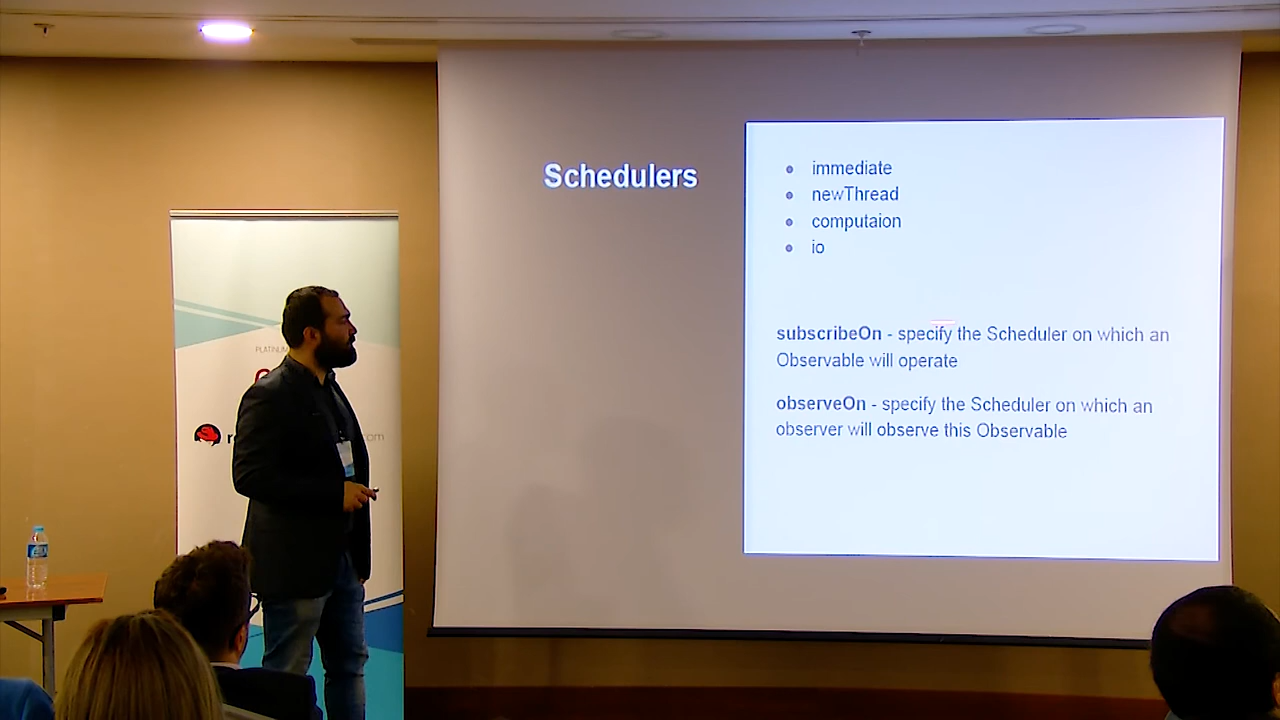 Schedulers
immediate
newThread
computaion
io
subscribeOn - specify the Scheduler on which an
Observable will operate
observeOn - specify the Scheduler on which an
observer will observe this Observable